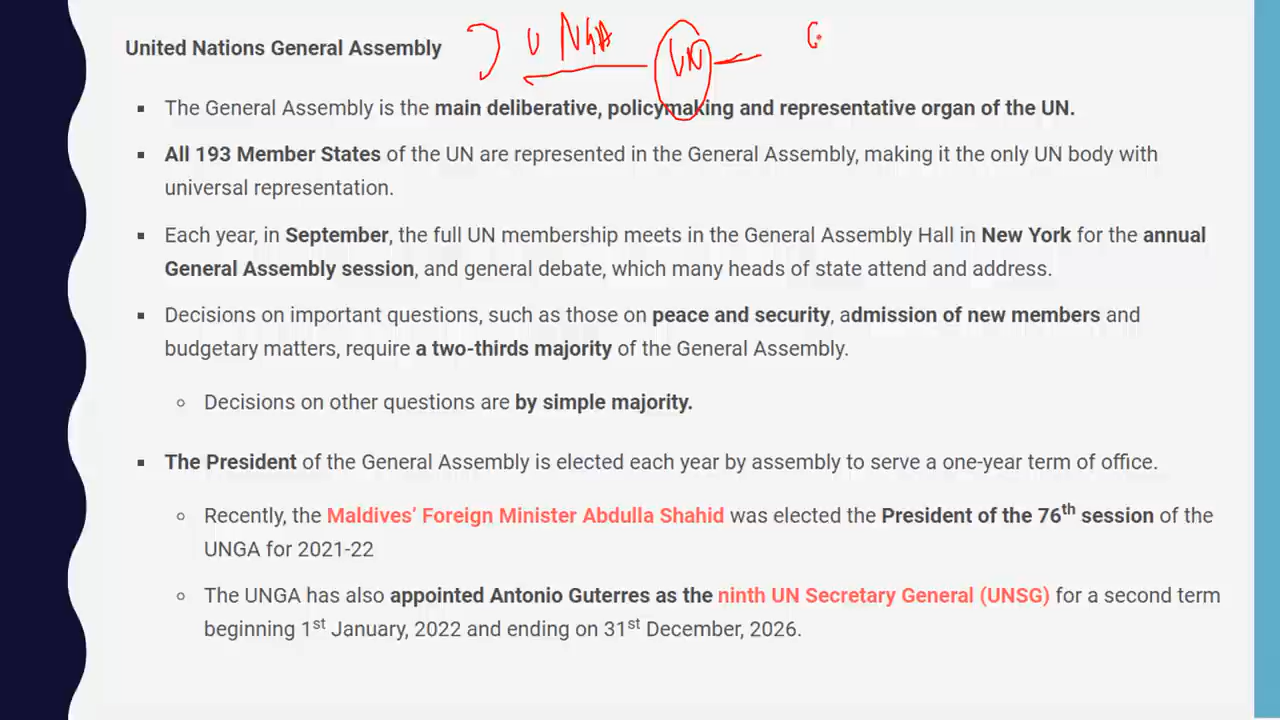 United Nations General Assembly UNGA UN
The General Assembly is the main deliberative, policymaking and representative organ of the UN.
All 193 Member States of the UN are represented in the General Assembly, making it the only UN body with
universal representation.
Each year, in September, the full UN membership meets in the General Assembly Hall in New York for the annual
General Assembly session, and general debate, which many heads of state attend and address.
Decisions on important questions, such as those on peace and security, admission of new members and
budgetary matters, require a two-thirds majority of the General Assembly.
Decisions on other questions are by simple majority.
The President of the General Assembly is elected each year by assembly to serve a one-year term of office.
Recently, the Maldives’ Foreign Minister Abdulla Shahid was elected the President of the 76th session of the
UNGA for 2021-22
The UNGA has also appointed Antonio Guterres as the ninth UN Secretary General (UNSG) for a second term
beginning 1st January, 2022 and ending on 31st December, 2026.